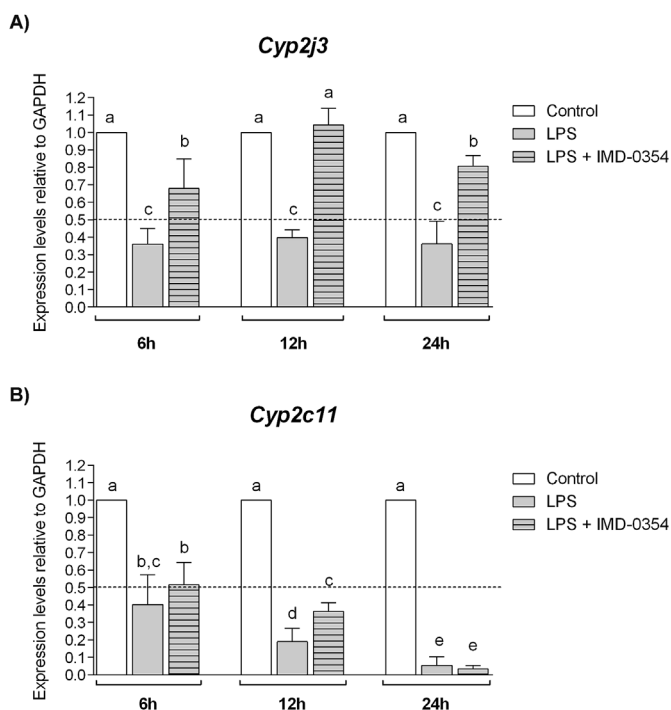 A)
Cyp2j3
Expression levels relative to GAPDH
1.2
1.1
1.0
0.9
0.8
0.7
0.6
0.5
0.4
0.3
0.2
0.1
0.0
a
c
b
a
c
a
a
c
b
6h
12h
24h
Control
LPS
LPS + IMD-0354
B)
Cyp2c11
Expression levels relative to GAPDH
1.2
1.1
1.0
0.9
0.8
0.7
0.6
0.5
0.4
0.3
0.2
0.1
0.0
a
b,c
b
a
d
c
a
e
e
6h
12h
24h
Control
LPS
LPS + IMD-0354